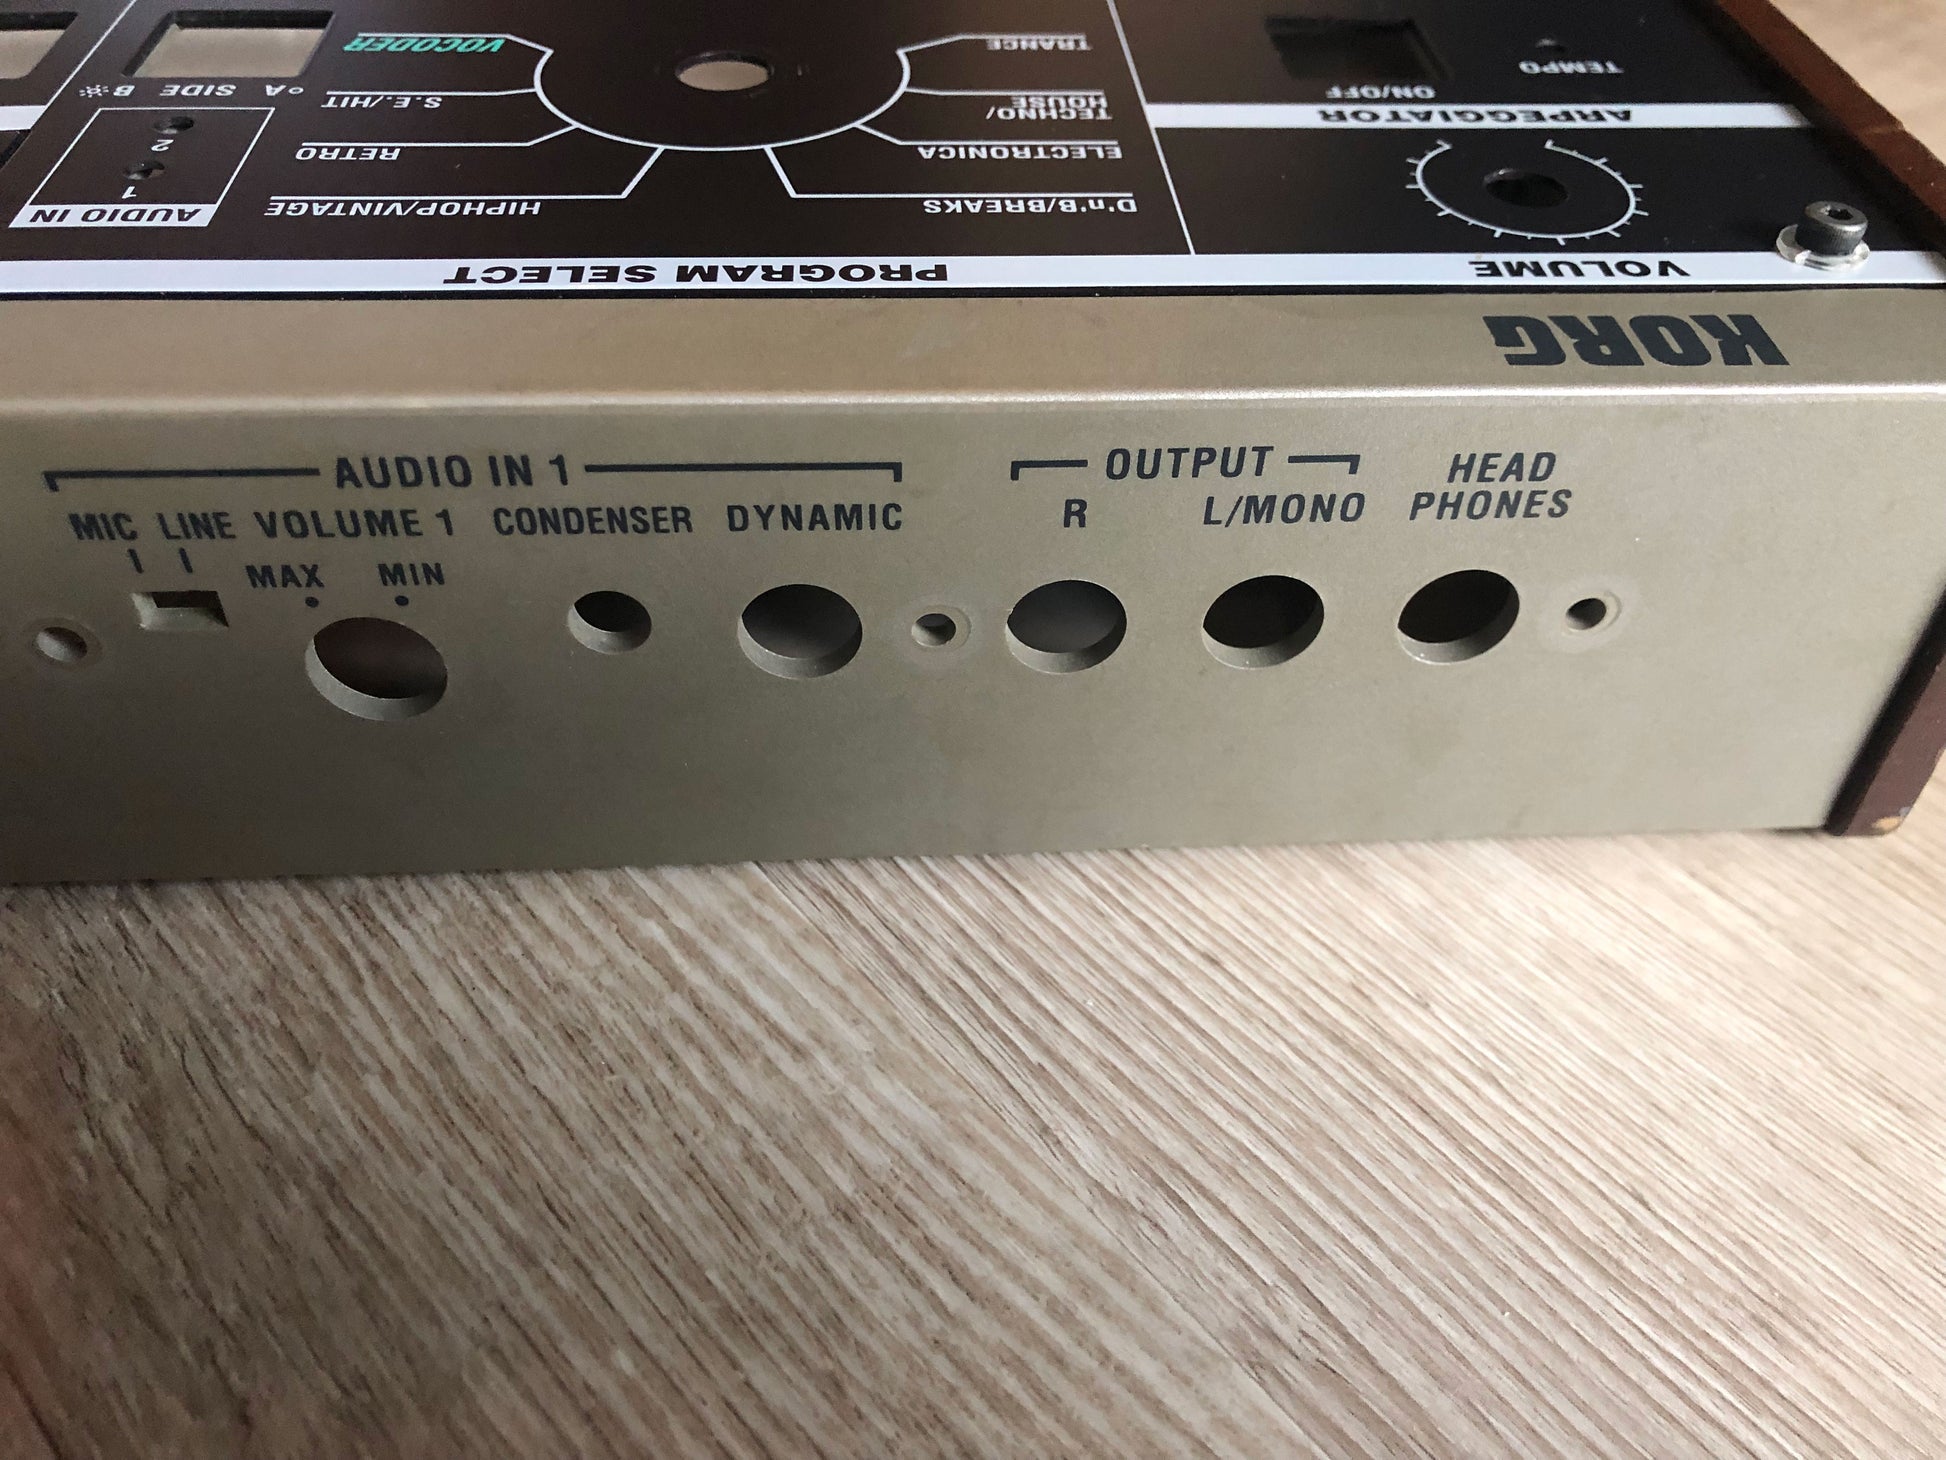 VOCODER
TRANCE
ON/OFF
TEMPO
A SIDE B
S.E./HIT
TECHNO/
HOUSE
ARPEGGIATOR
2
RETRO
ELECTRONICA
1
AUDIO IN
HIPHOP/VINTAGE
D'n'B/BREAKS
PROGRAM SELECT
VOLUME
KORG
AUDIO IN 1
OUTPUT
HEAD
PHONES
MIC LINE VOLUME 1 CONDENSER DYNAMIC
R L/MONO
MAX MIN